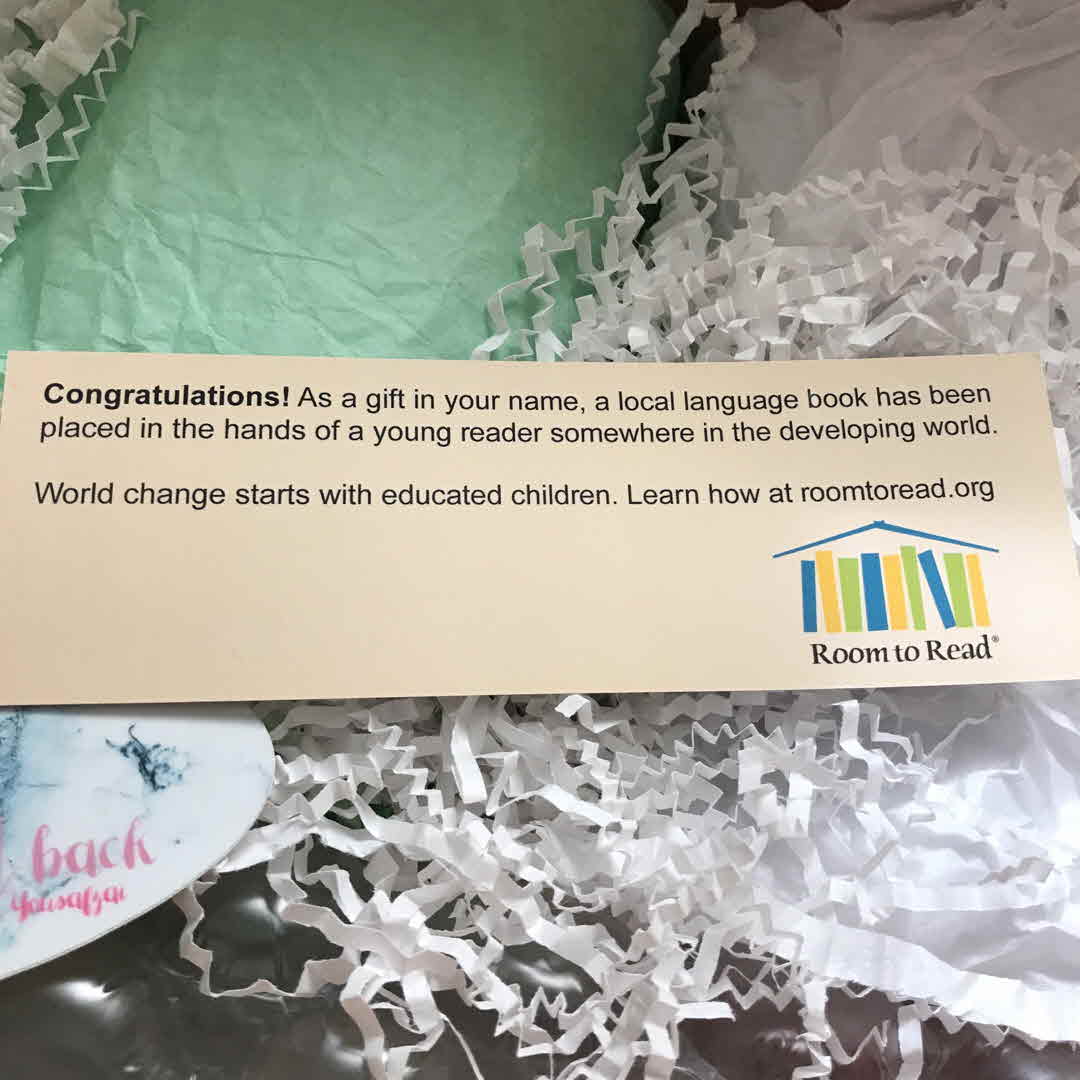 Congratulations! As a gift in your name, a local language book has been
placed in the hands of a young reader somewhere in the developing world.
World change starts with educated children. Learn how at roomtoread.org
Room to Read®
back
Yousafzai